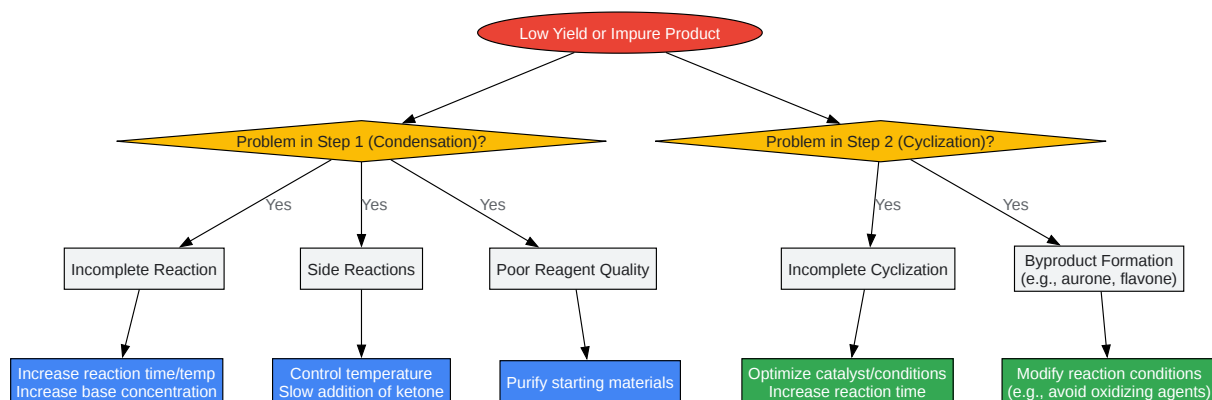 Low Yield or Impure Product
Problem in Step 1 (Condensation)?
Problem in Step 2 (Cyclization)?
Yes
Yes
Yes
Yes
Yes
Incomplete Reaction
Side Reactions
Poor Reagent Quality
Incomplete Cyclization
Byproduct Formation
(e.g., aurone, flavone)
Increase reaction time/temp
Increase base concentration
Control temperature
Slow addition of ketone
Purify starting materials
Optimize catalyst/conditions
Increase reaction time
Modify reaction conditions
(e.g., avoid oxidizing agents)